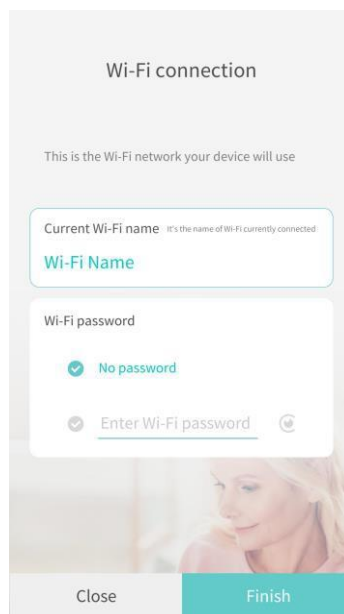 Wi-Fi connection
This is the Wi-Fi network your device will use
Current Wi-Fi name It's the name of Wi-Fi currently connected
Wi-Fi Name
Wi-Fi password
No password
Enter Wi-Fi password
Close Finish